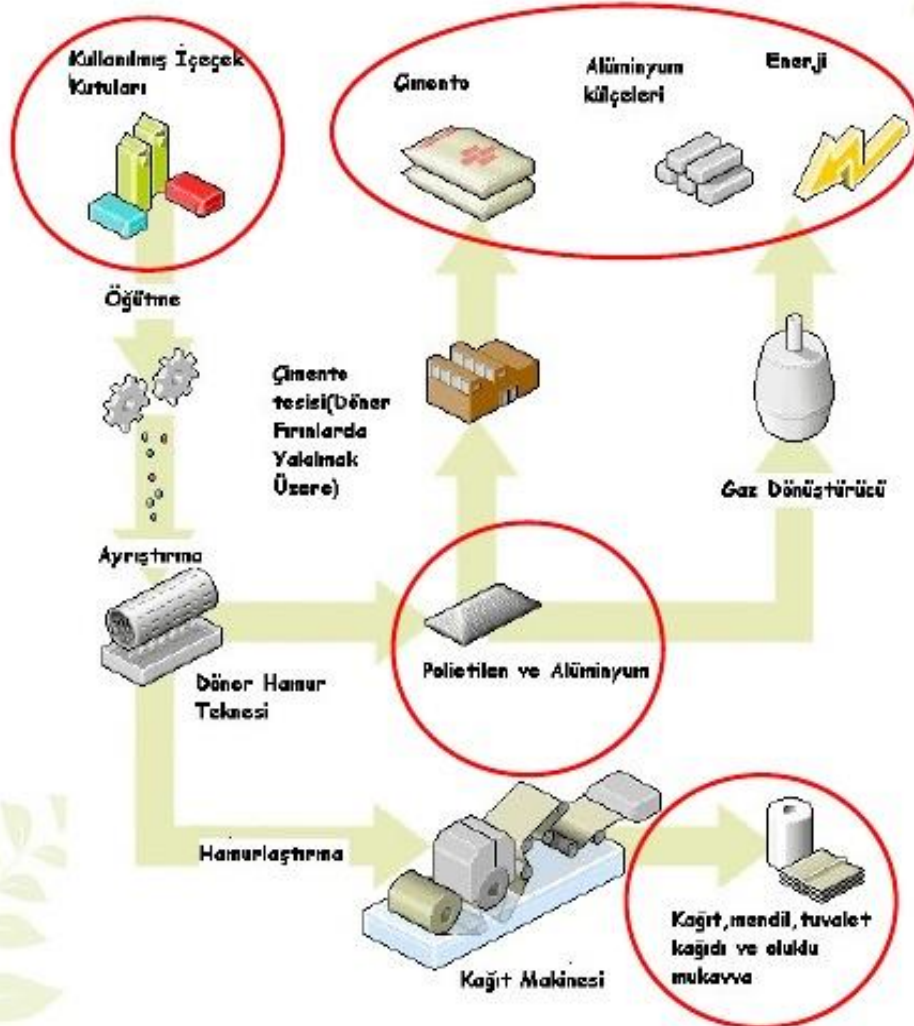 Kullanılmış İçeçek
Kutuları
Çimento
Alüminyum
külçeleri
Enerji
Öğütme
Çimento
tesisi(Döner
Fırınlarda
Yakılmak
Üzere)
Gaz Dönüştürücü
Ayrıştırma
Döner Hamur
Teknesi
Polietilen ve Alüminyum
Hamurlaştırma
Kağıt Makinesi
Kağıt,mendil,tuvalet
kağıdı ve oluklu
mukavva